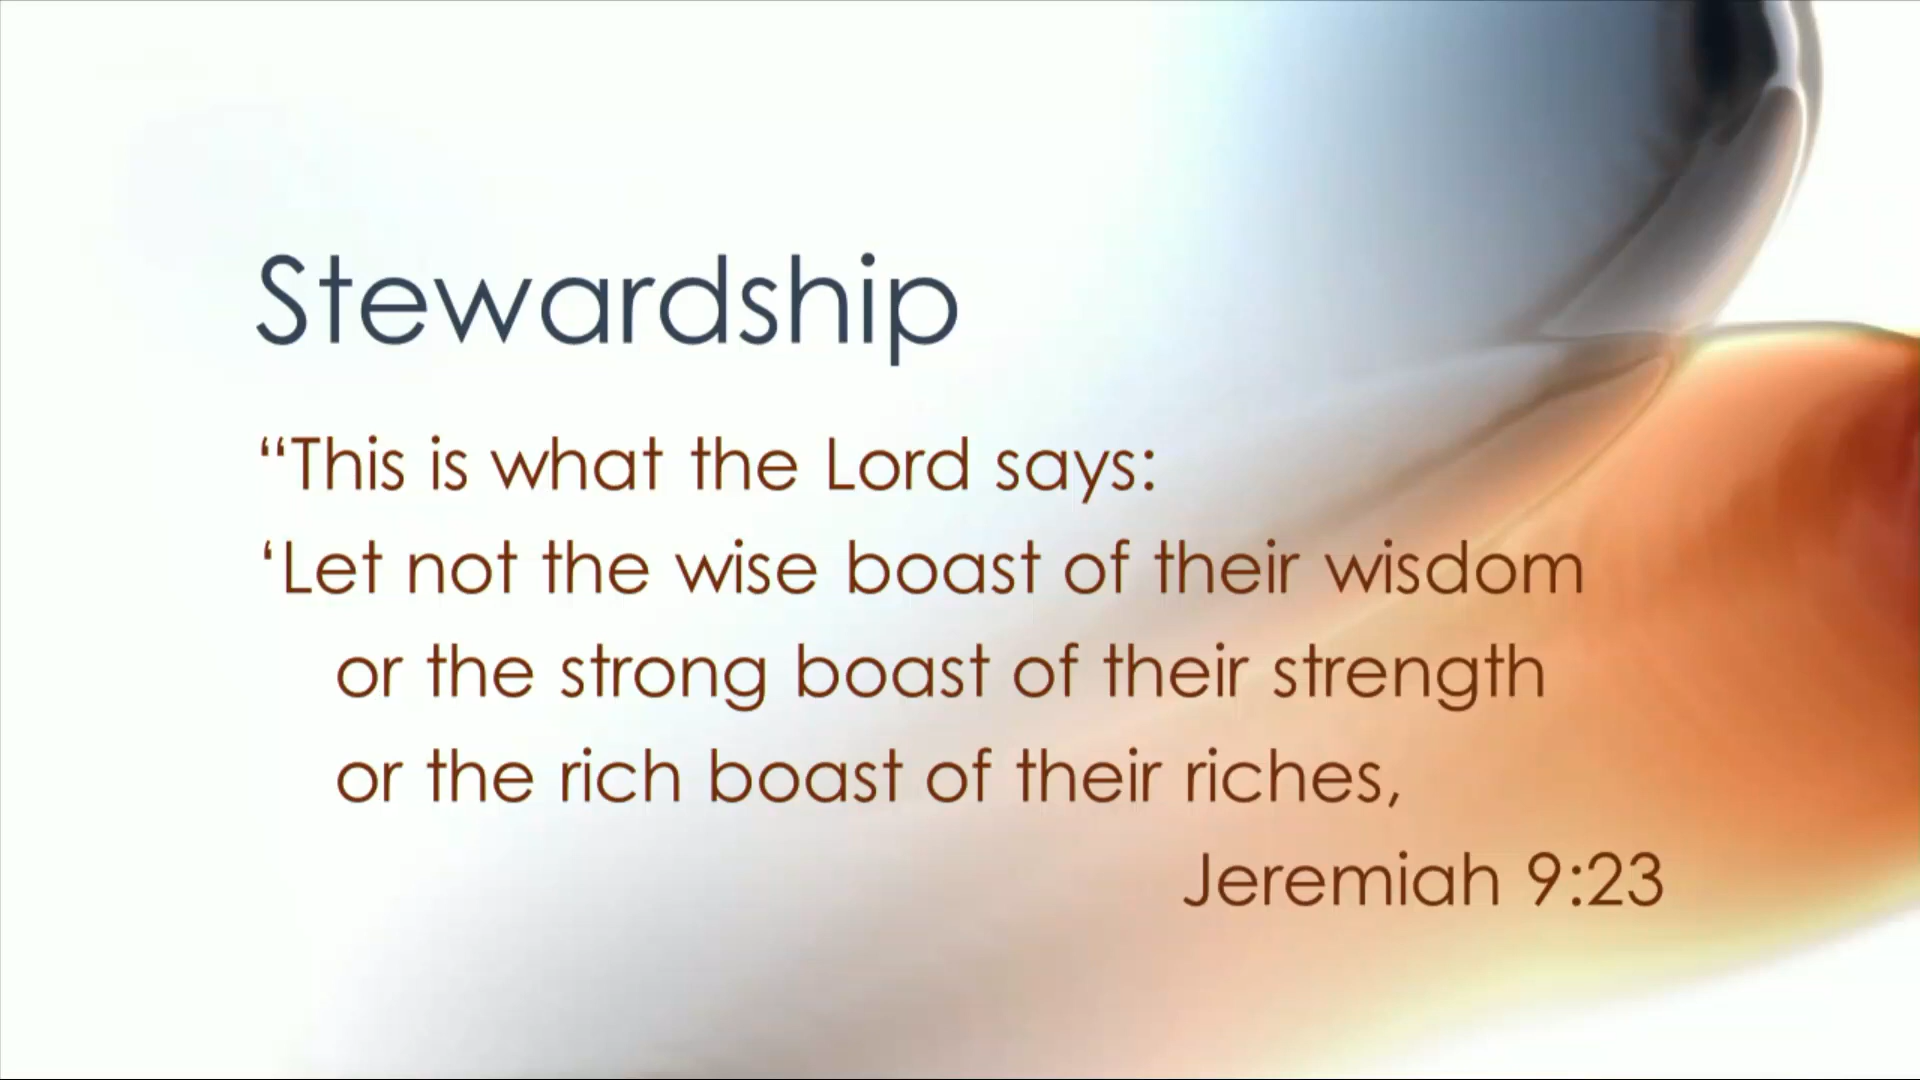 Stewardship
“This is what the Lord says:
‘Let not the wise boast of their wisdom
or the strong boast of their strength
or the rich boast of their riches,
Jeremiah 9:23